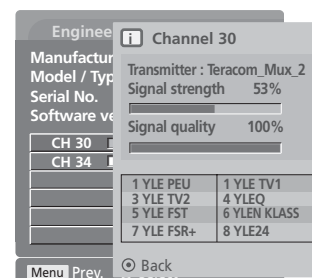 Enginee
i Channel 30
Manufactur
Model / Typ
Serial No.
Software ve
Transmitter : Teracom_Mux_2
Signal strength 53%
Signal quality 100%
CH 30
CH 34
1 YLE PEU 1 YLE TV1
3 YLE TV2 4 YLEQ
5 YLE FST 6 YLEN KLASS
7 YLE FSR+ 8 YLE24
Back
Menu Prev.